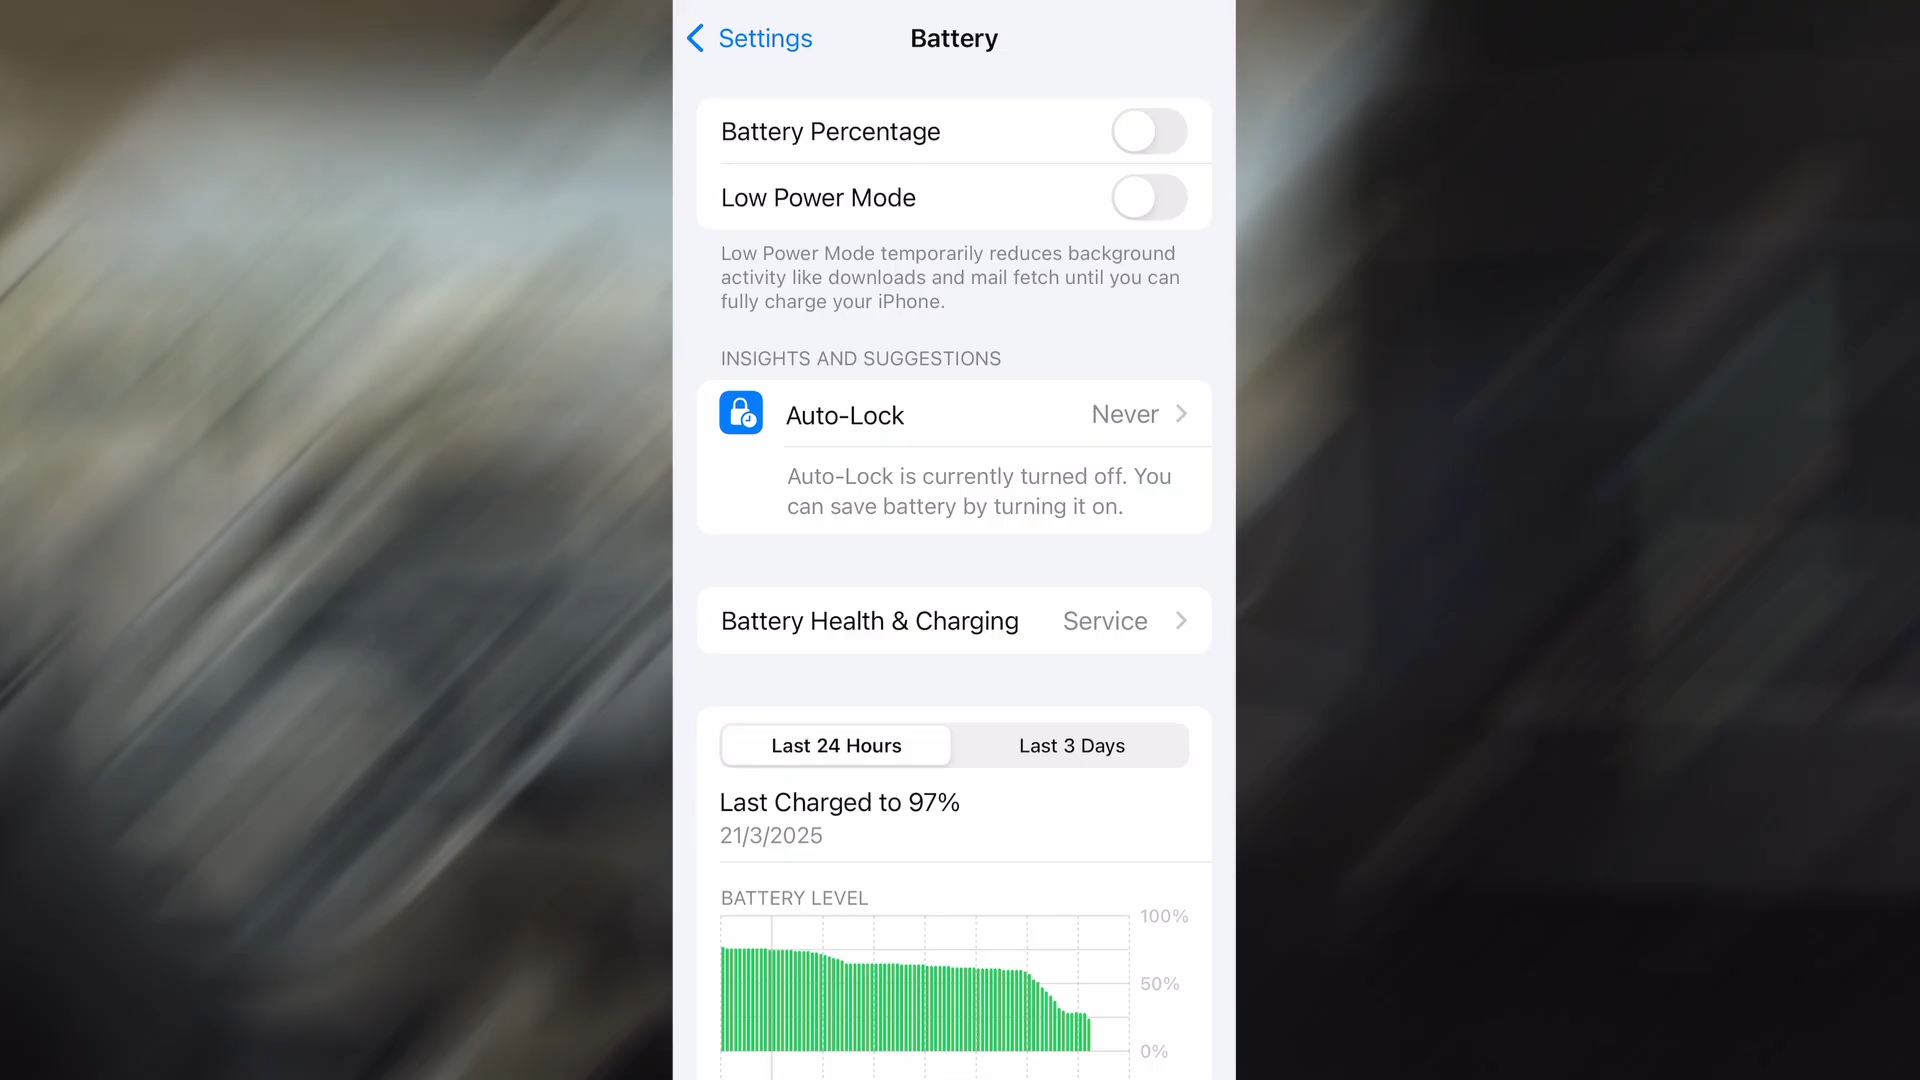 Settings
Battery
Battery Percentage
Low Power Mode
Low Power Mode temporarily reduces background
activity like downloads and mail fetch until you can
fully charge your iPhone.
INSIGHTS AND SUGGESTIONS
Auto-Lock
Never
Auto-Lock is currently turned off. You
can save battery by turning it on.
Battery Health & Charging
Service
Last 24 Hours
Last 3 Days
Last Charged to 97%
21/3/2025
BATTERY LEVEL
100%
50%
0%